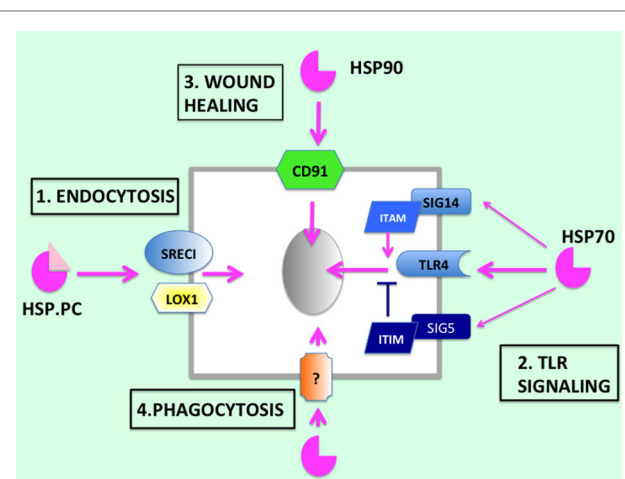 3. WOUND
HEALING
HSP90
CD91
1. ENDOCYTOSIS
SIG14
ITAM
HSP70
SRECI
TLR4
LOX1
HSP.PC
SIG5
ITIM
2. TLR
SIGNALING
?
4.PHAGOCYTOSIS